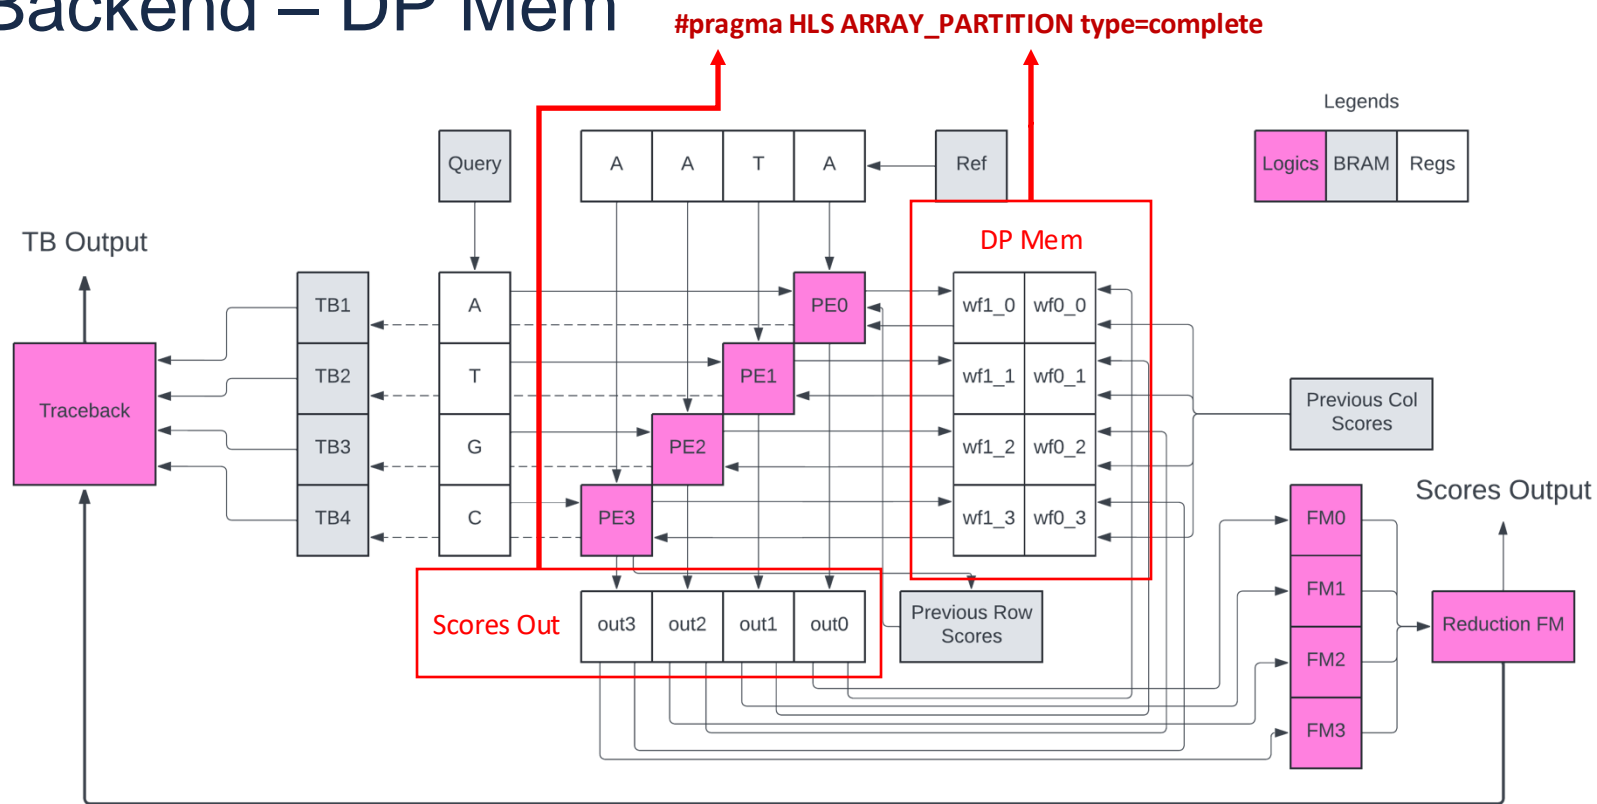 Backend – DP Mem
#pragma HLS ARRAY_PARTITION type=complete
Legends
Logics BRAM Regs
Query
A A T A
Ref
TB Output
DP Mem
TB1
A
PE0
wf1_0 wf0_0
TB2
T
PE1
wf1_1 wf0_1
Traceback
Previous Col
Scores
TB3
G
PE2
wf1_2 wf0_2
TB4
C
PE3
wf1_3 wf0_3
Scores Output
FM0
FM1
FM2
FM3
Scores Out
out3 out2 out1 out0
Previous Row
Scores
Reduction FM